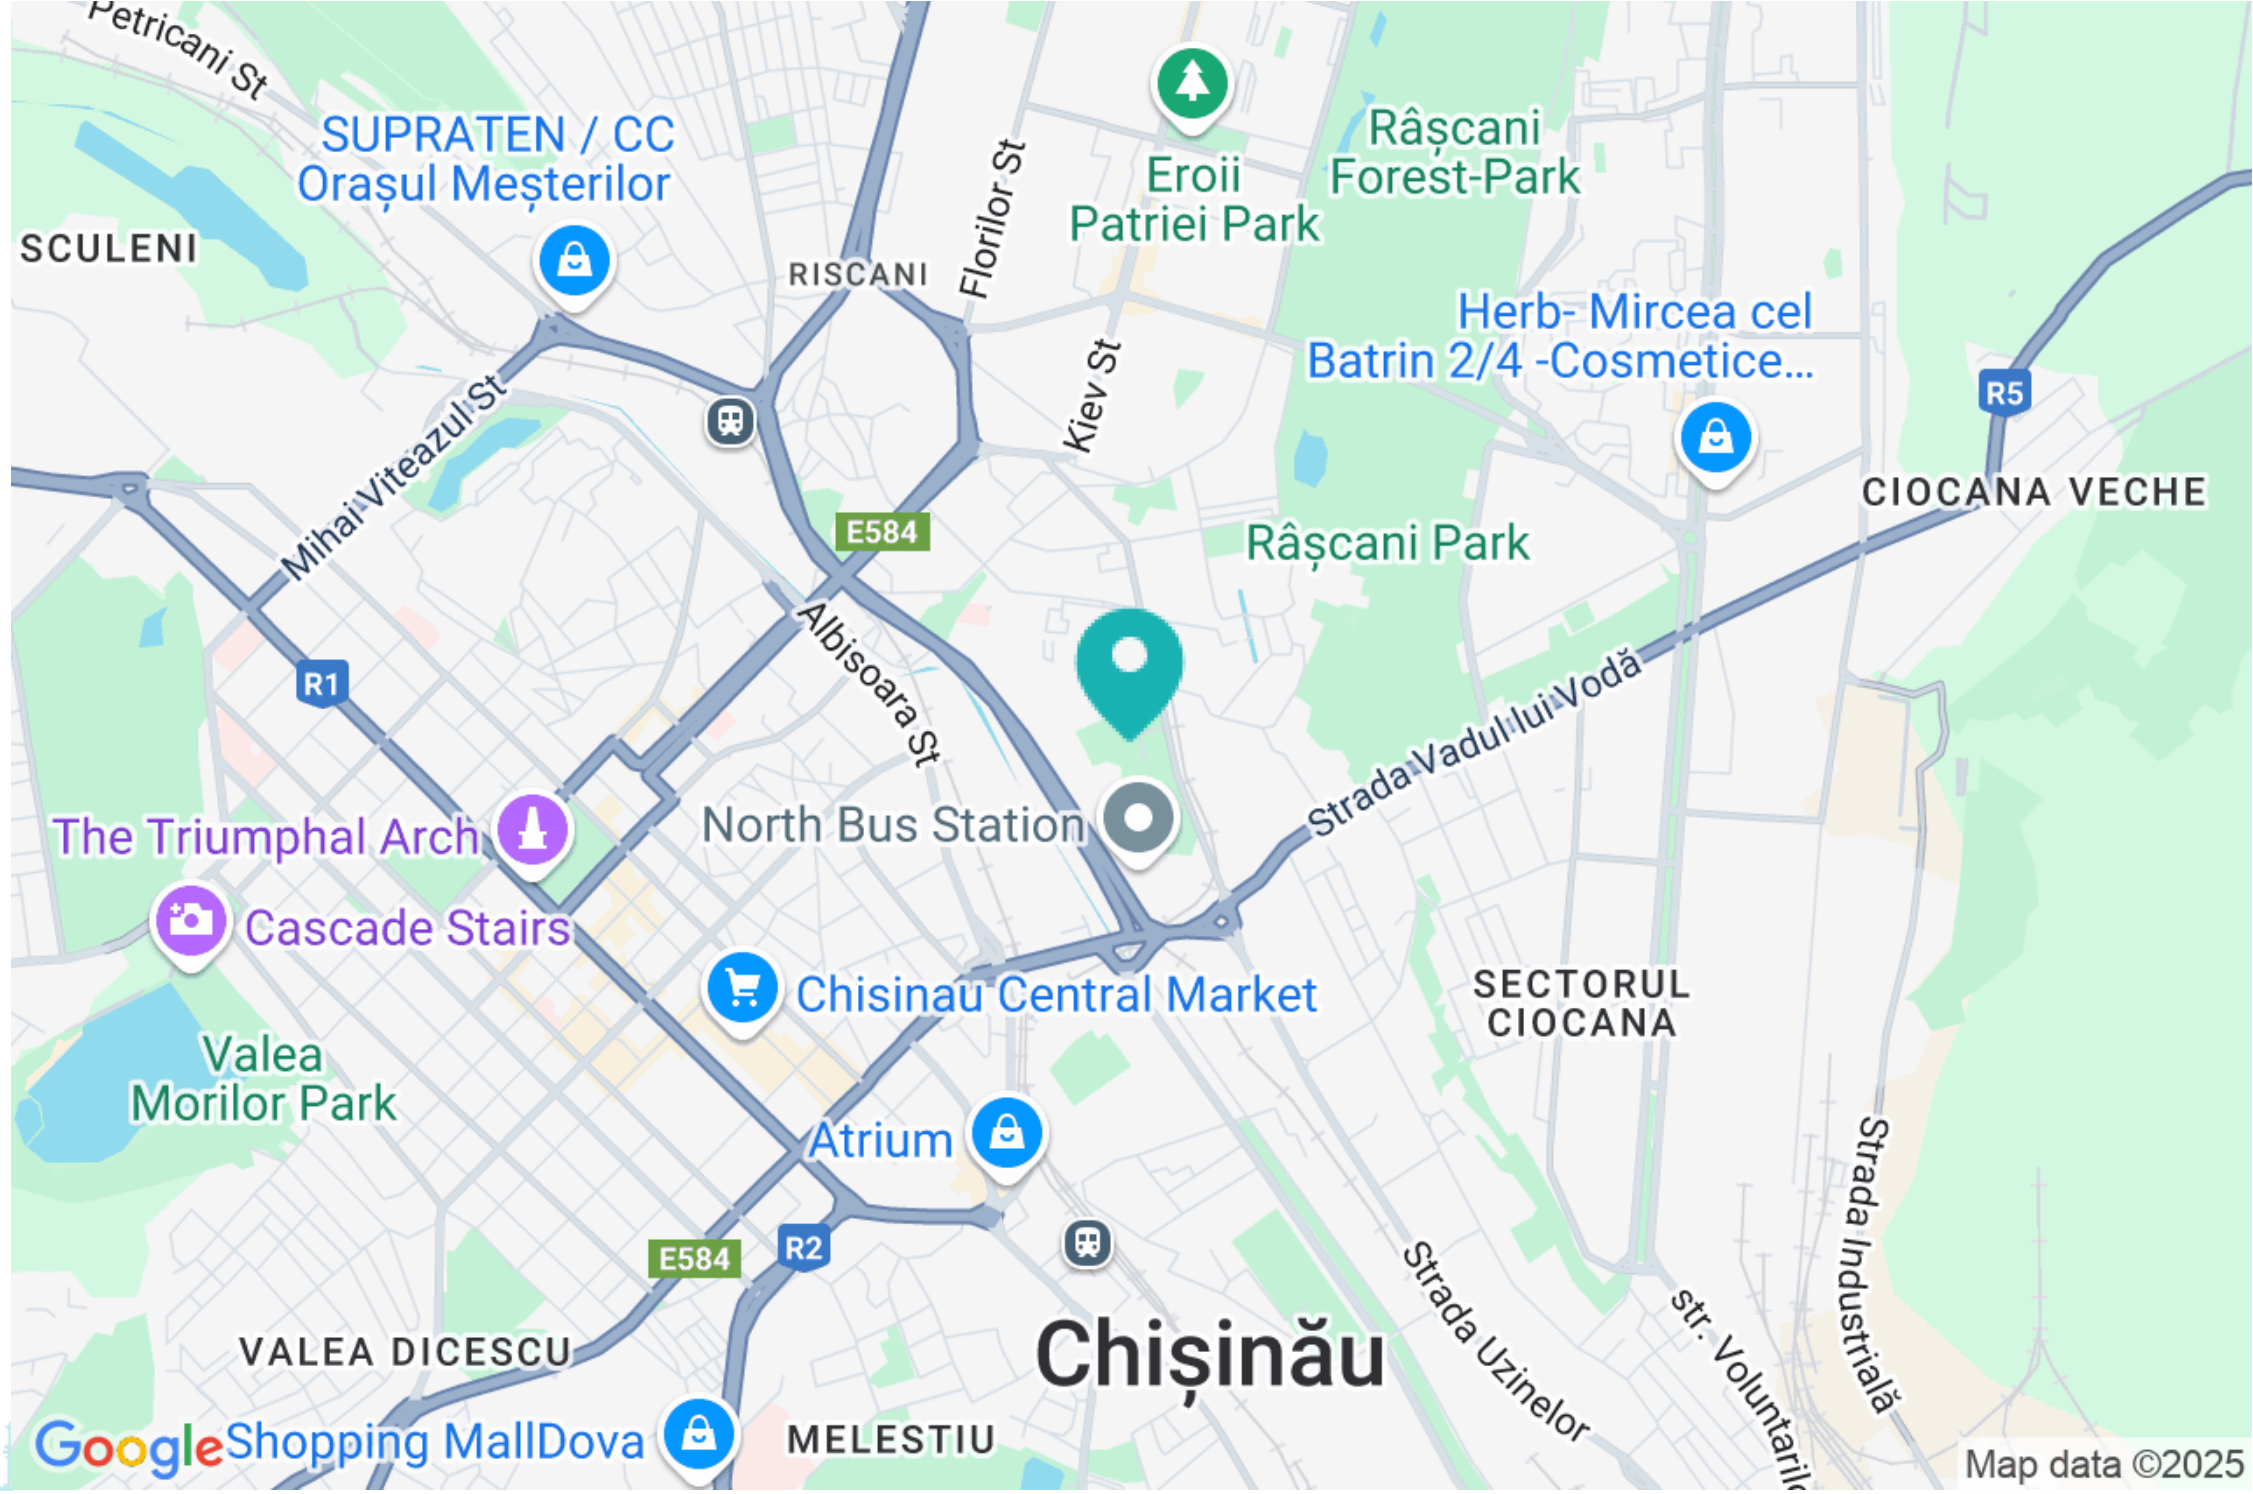 Petricani St
SUPRATEN / CC
Orașul Meșterilor
SCULENI
RISCANI
Florilor St
Eroii
Patriei Park
Râșcani
Forest-Park
Herb- Mircea cel
Batrin 2/4 -Cosmetice...
R5
Kiev St
Mihai Viteazul St
CIOCANA VECHE
E584
Râșcani Park
R1
Albisoara St
Strada Vadul lui Vodă
The Triumphal Arch
North Bus Station
Cascade Stairs
Chisinau Central Market
SECTORUL
CIOCANA
Valea
Morilor Park
Atrium
Strada Industrială
R2
E584
Strada Uzinelor
str. Voluntarilo
VALEA DICESCU
Chișinău
Google
Shopping MallDova
MELESTIU
Map data ©2025